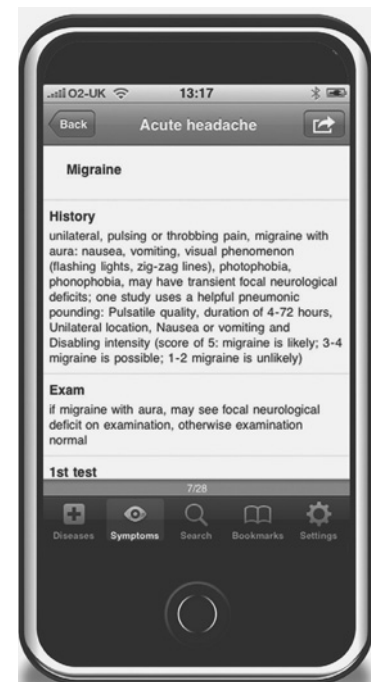 O2-UK 13:17
Back Acute headache
Migraine
History
unilateral, pulsing or throbbing pain, migraine with
aura: nausea, vomiting, visual phenomenon
(flashing lights, zig-zag lines), photophobia,
phonophobia, may have transient focal neurological
deficits; one study uses a helpful pneumonic
pounding: Pulsatile quality, duration of 4-72 hours,
Unilateral location, Nausea or vomiting and
Disabling intensity (score of 5: migraine is likely; 3-4
migraine is possible; 1-2 migraine is unlikely)
Exam
if migraine with aura, may see focal neurological
deficit on examination, otherwise examination
normal
1st test
7/28
Diseases Symptoms Search Bookmarks Settings